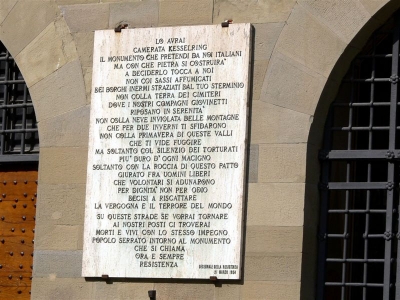 LO AVRAI
CAMERATA KESSELRING
IL MONUMENTO CHE PRETENDI DA NOI ITALIANI
MA CON CHE PIETRA SI COSTRUIRA'
A DECIDERLO TOCCA A NOI
NON COI SASSI AFFUMICATI
DEI BORGHI INERMI STRAZIATI DAL TUO STERMINIO
NON COLLA TERRA DEI CIMITERI
DOVE I NOSTRI COMPAGNI GIOVINETTI
RIPOSANO IN SERENITA'
NON COLLA NEVE INVIOLATA DELLE MONTAGNE
CHE PER DUE INVERNI TI SFIDARONO
NON COLLA PRIMAVERA DI QUESTE VALLI
CHE TI VIDE FUGGIRE
MA SOLTANTO COL SILENZIO DEI TORTURATI
PIU' DURO D'OGNI MACIGNO
SOLTANTO CON LA ROCCIA DI QUESTO PATTO
GIURATO FRA UOMINI LIBERI
CHE VOLONTARI SI ADUNARONO
PER DIGNITA' NON PER ODIO
DECISI A RISCATTARE
LA VERGOGNA E IL TERRORE DEL MONDO
SU QUESTE STRADE SE VORRAI TORNARE
AI NOSTRI POSTI CI TROVERAI
MORTI E VIVI CON LO STESSO IMPEGNO
POPOLO SERRATO INTORNO AL MONUMENTO
CHE SI CHIAMA
ORA E SEMPRE
RESISTENZA
DELLA RESISTENZA